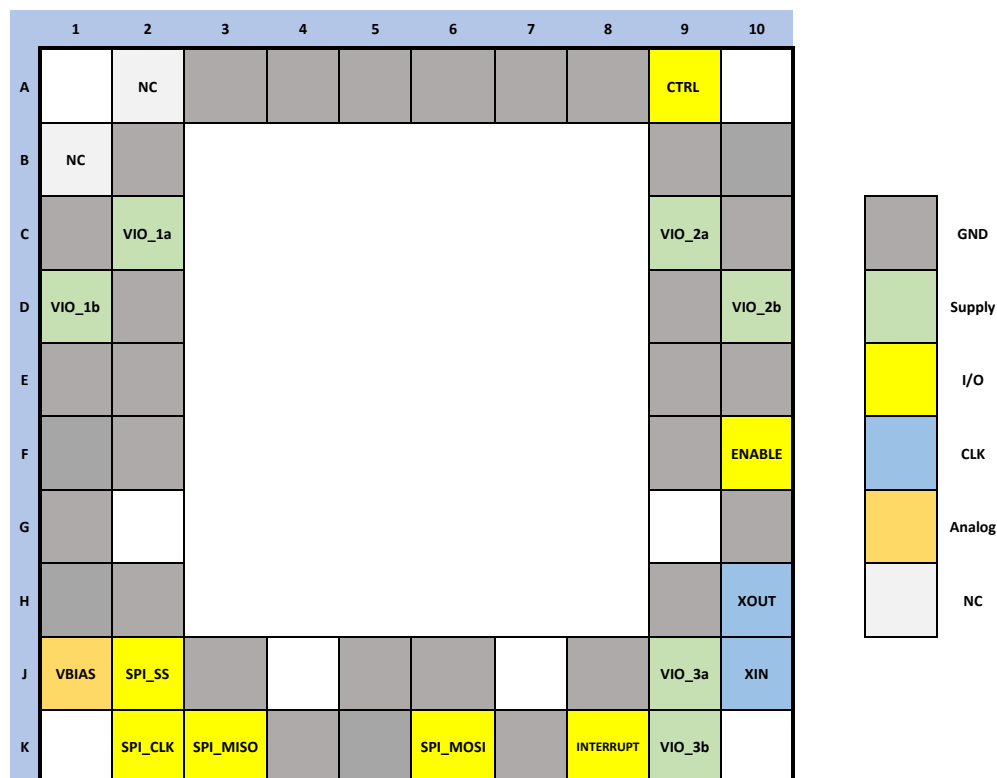 1 2 3 4 5 6 7 8 9 10
A NC CTRL
B NC
C VIO_1a VIO_2a GND
D VIO_1b VIO_2b Supply
E I/O
F ENABLE CLK
G Analog
H XOUT NC
J VBIAS SPI_SS VIO_3a XIN
K SPI_CLK SPI_MISO SPI_MOSI INTERRUPT VIO_3b